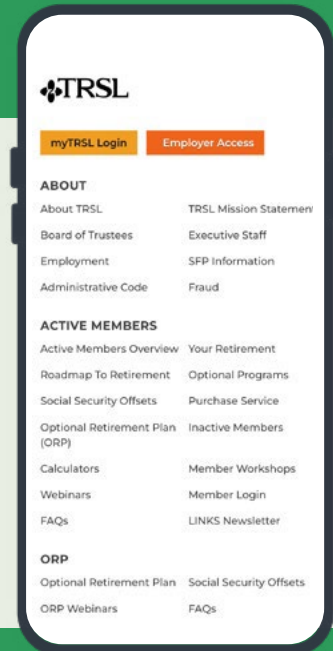 TRSL
myTRSL Login Employer Access
ABOUT
About TRSL TRSL Mission Statement
Board of Trustees Executive Staff
Employment SFP Information
Administrative Code Fraud
ACTIVE MEMBERS
Active Members Overview Your Retirement
Roadmap To Retirement Optional Programs
Social Security Offsets Purchase Service
Optional Retirement Plan Inactive Members
(ORP)
Calculators Member Workshops
Webinars Member Login
FAQs LINKS Newsletter
ORP
Optional Retirement Plan Social Security Offsets
ORP Webinars FAQs